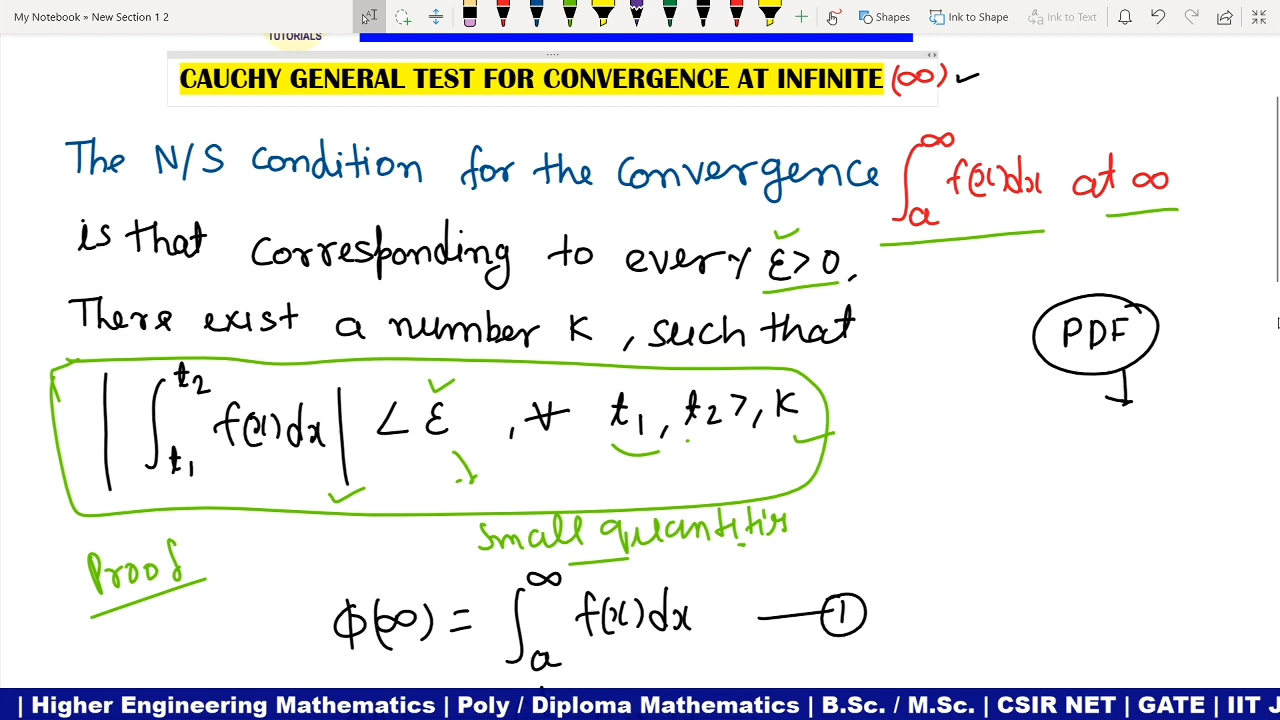 My Notebook » New Section 1 2
Shapes
Ink to Shape
Ink to Text
TUTORIALS
CAUCHY GENERAL TEST FOR CONVERGENCE AT INFINITE (∞) ✓
The N/S condition for the convergence ∫_a^∞ f(x)dx at ∞
is that corresponding to every ε>0,
There exist a number K, such that
PDF
| ∫_{t1}^{t2} f(x)dx | < ε , ∀ t1, t2 >, K
small quantities
Proof
ϕ(∞) = ∫_a^∞ f(x)dx — ①
| Higher Engineering Mathematics | Poly / Diploma Mathematics | B.Sc. / M.Sc. | CSIR NET | GATE | IIT J